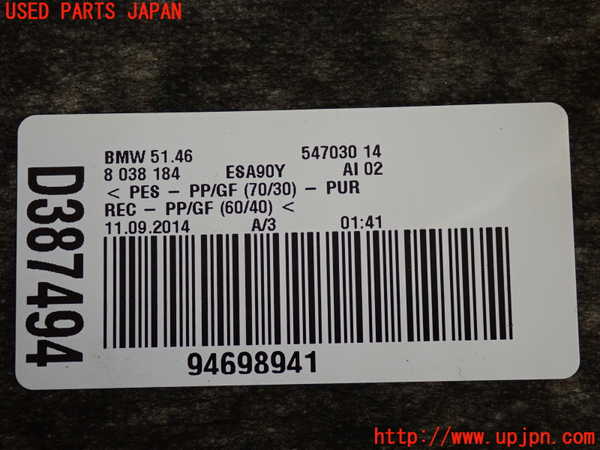 USED PARTS JAPAN
BMW 51.46 547030 14
8 038 184 ESA90Y AI 02
< PES - PP/GF (70/30) - PUR
REC - PP/GF (60/40) <
11.09.2014 A/3 01:41
94698941
D387494
http://www.upjpn.com/